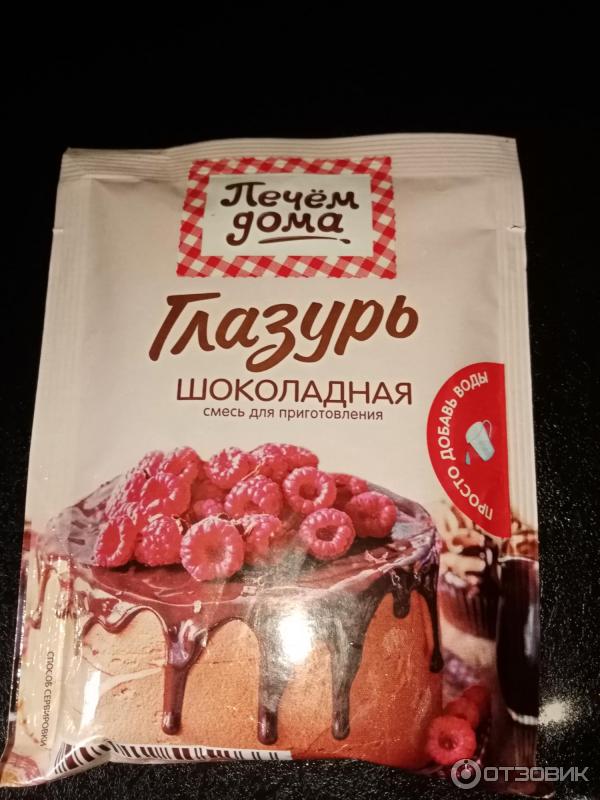 Печём
дома
Глазурь
ШОКОЛАДНАЯ
смесь для приготовления
ПРОСТО ДОБАВЬ ВОДЫ
СПОСОБ СЕРВИРОВКИ
ОТЗОВИК